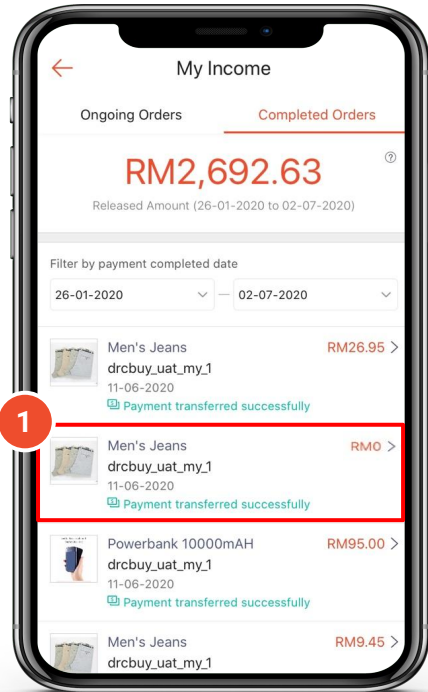 My Income
Ongoing Orders
Completed Orders
RM2,692.63
?
Released Amount (26-01-2020 to 02-07-2020)
Filter by payment completed date
26-01-2020 — 02-07-2020
Men's Jeans RM26.95 >
drcbuy_uat_my_1
11-06-2020
Payment transferred successfully
1
Men's Jeans RM0 >
drcbuy_uat_my_1
11-06-2020
Payment transferred successfully
Powerbank 10000mAH RM95.00 >
drcbuy_uat_my_1
11-06-2020
Payment transferred successfully
Men's Jeans RM9.45 >
drcbuy_uat_my_1